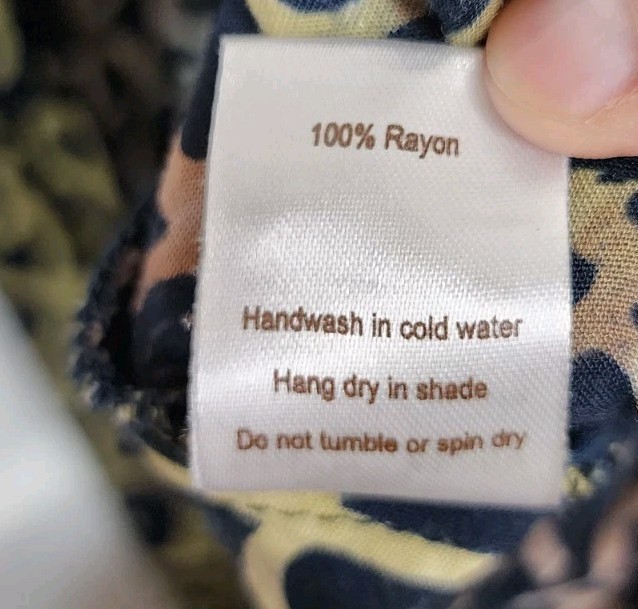 100% Rayon
Handwash in cold water
Hang dry in shade
Do not tumble or spin dry